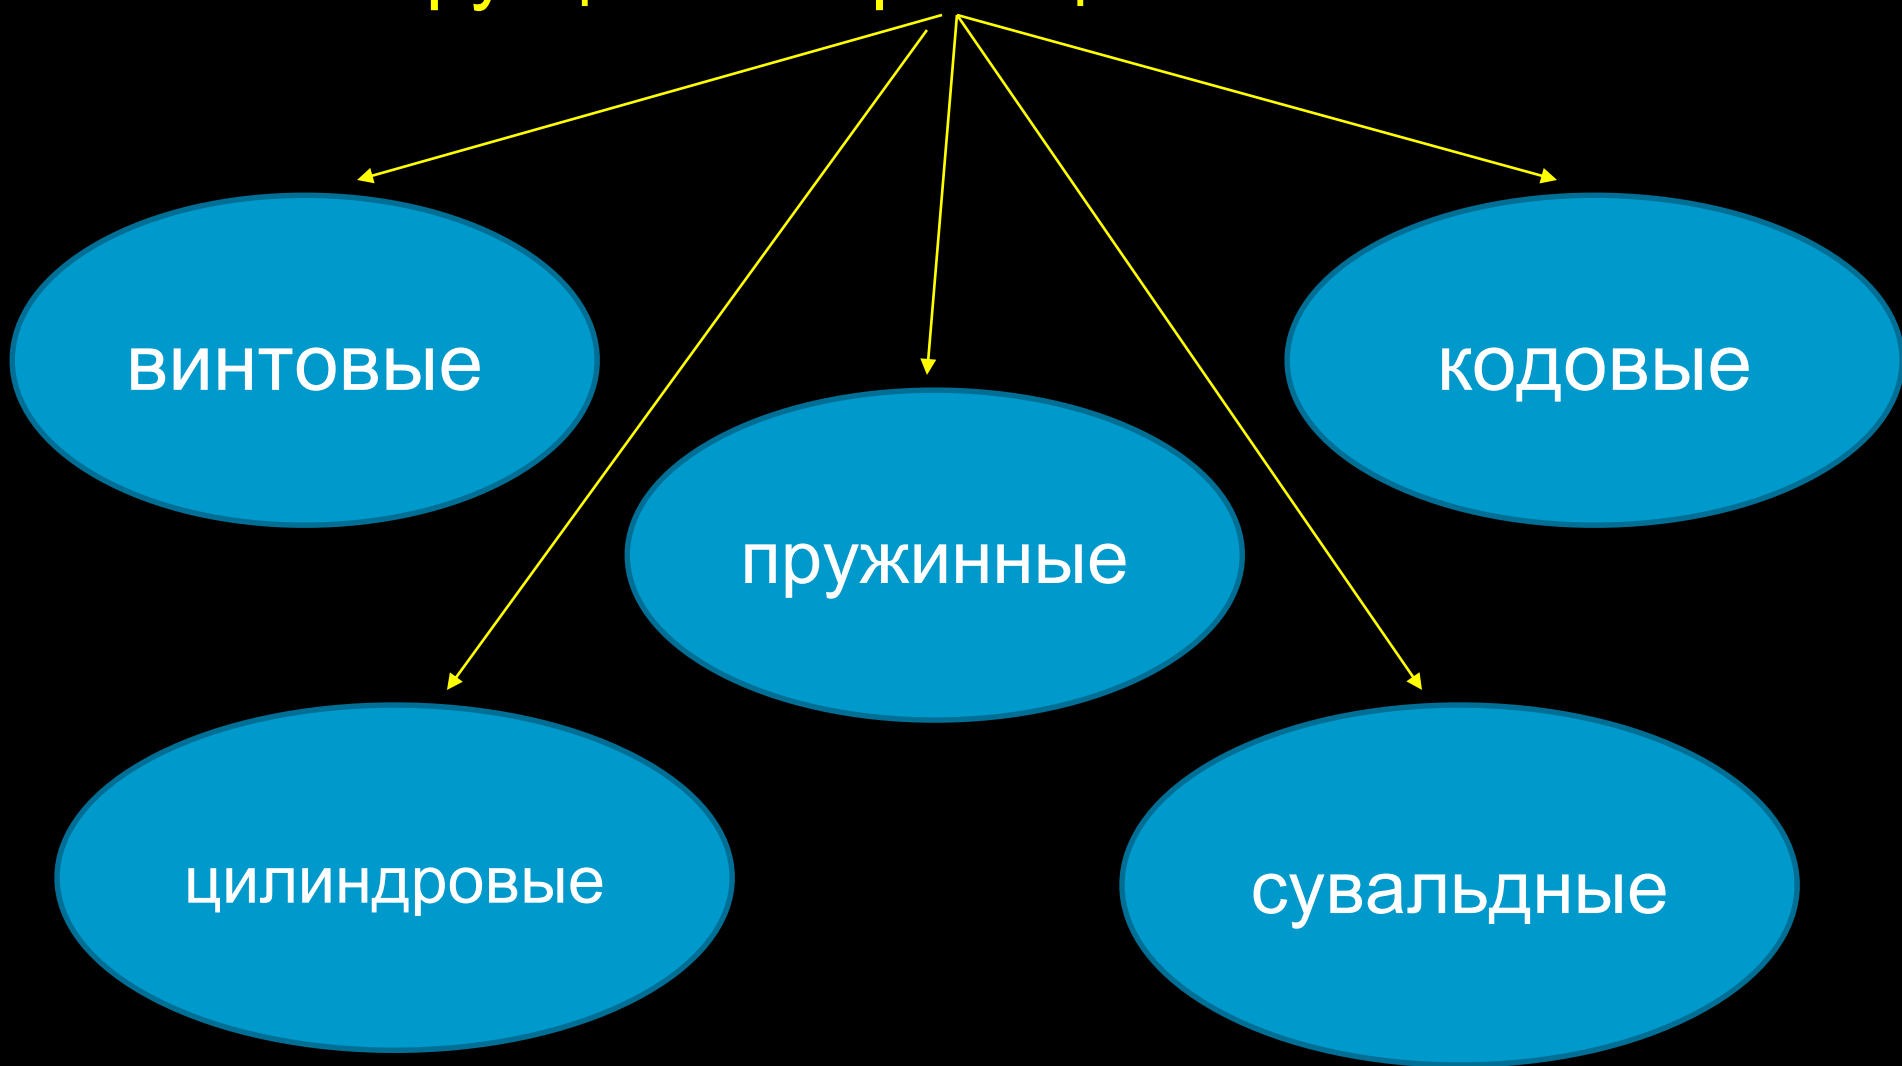 винтовые
кодовые
пружинные
цилиндровые
сувальдные